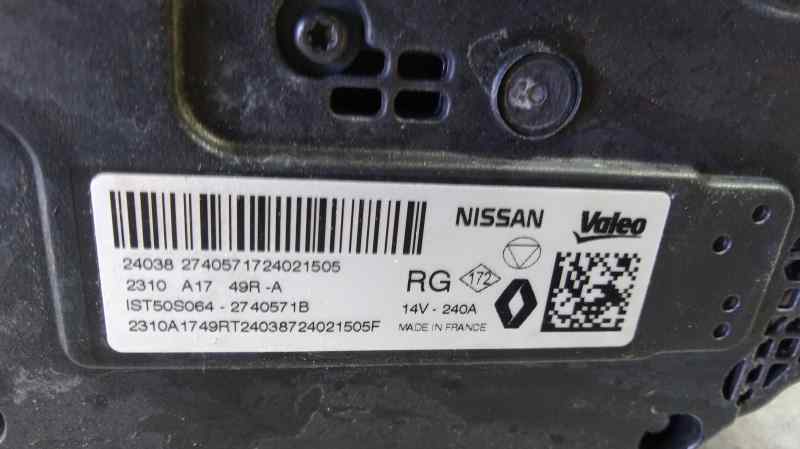 NISSAN Valeo
24038 2740571724021505
2310 A17 49R -A
RG 172
IST50S064 - 2740571B
14V - 240A
2310A1749RT24038724021505F
MADE IN FRANCE